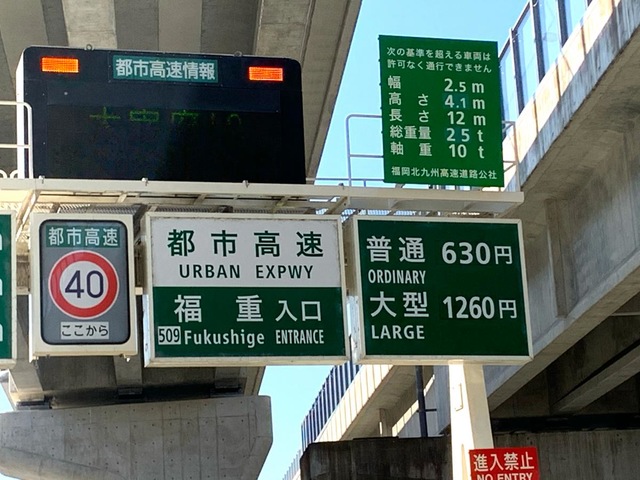 都市高速情報
次の基準を超える車両は
許可なく通行できません
幅 2.5 m
高さ 4.1 m
長さ 12 m
総重量 25 t
軸重 10 t
福岡北九州高速道路公社
都市高速
40
ここから
都市高速
URBAN EXPWY
福重 入口
509 Fukushige ENTRANCE
普通 630円
ORDINARY
大型 1260円
LARGE
進入禁止
NO ENTRY